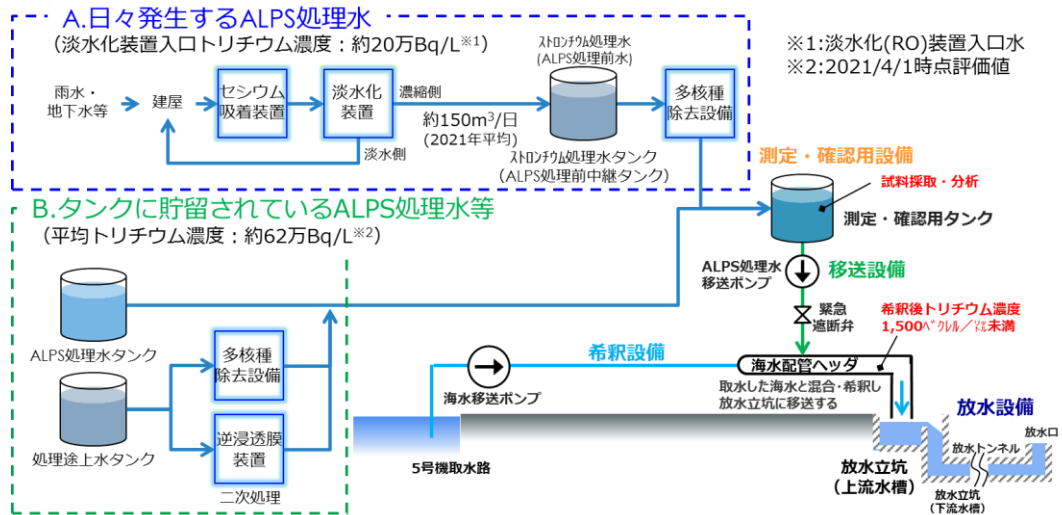 A.日々発生するALPS処理水
(淡水化装置入口トリチウム濃度：約20万Bq/L※1)
※1:淡水化(RO)装置入口水
※2:2021/4/1時点評価値
雨水・
地下水等
建屋
セシウム
吸着装置
淡水化
装置
濃縮側
淡水側
約150m³/日
(2021年平均)
ｽﾄﾛﾝﾁｳﾑ処理水
(ALPS処理前水)
ｽﾄﾛﾝﾁｳﾑ処理水タンク
(ALPS処理前中継タンク)
多核種
除去設備
測定・確認用設備
試料採取・分析
測定・確認用タンク
B.タンクに貯留されているALPS処理水等
(平均トリチウム濃度：約62万Bq/L※2)
ALPS処理水タンク
処理途上水タンク
多核種
除去設備
逆浸透膜
装置
二次処理
ALPS処理水
移送ポンプ
移送設備
緊急
遮断弁
希釈後トリチウム濃度
1,500ﾍﾞｸﾚﾙ／ﾘｯﾄﾙ未満
希釈設備
海水移送ポンプ
海水配管ヘッダ
取水した海水と混合・希釈し
放水立坑に移送する
5号機取水路
放水設備
放水口
放水トンネル
放水立坑
(上流水槽)
放水立坑
(下流水槽)